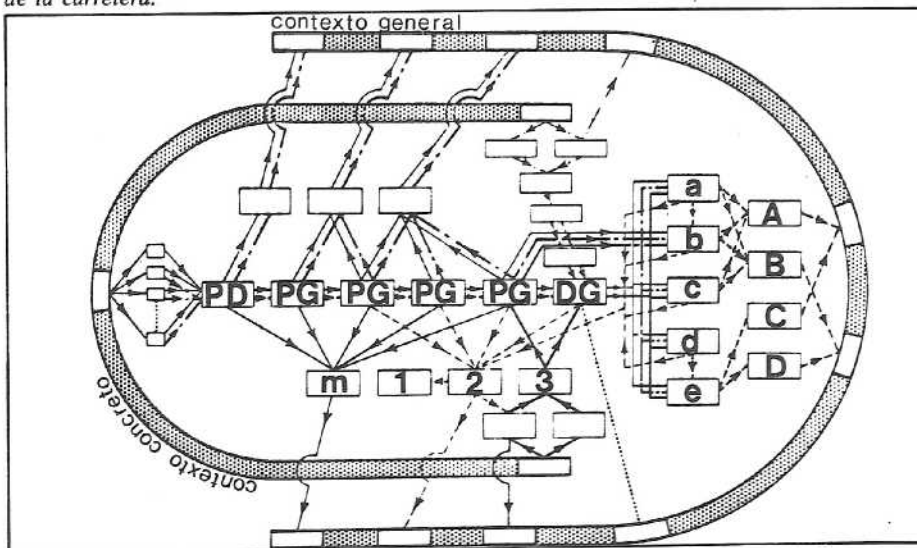 de la carretera.
contexto general
a
A
b
B
PD PG PG PG PG DG
c
C
d
D
m 1 2 3
e
contexto concreto